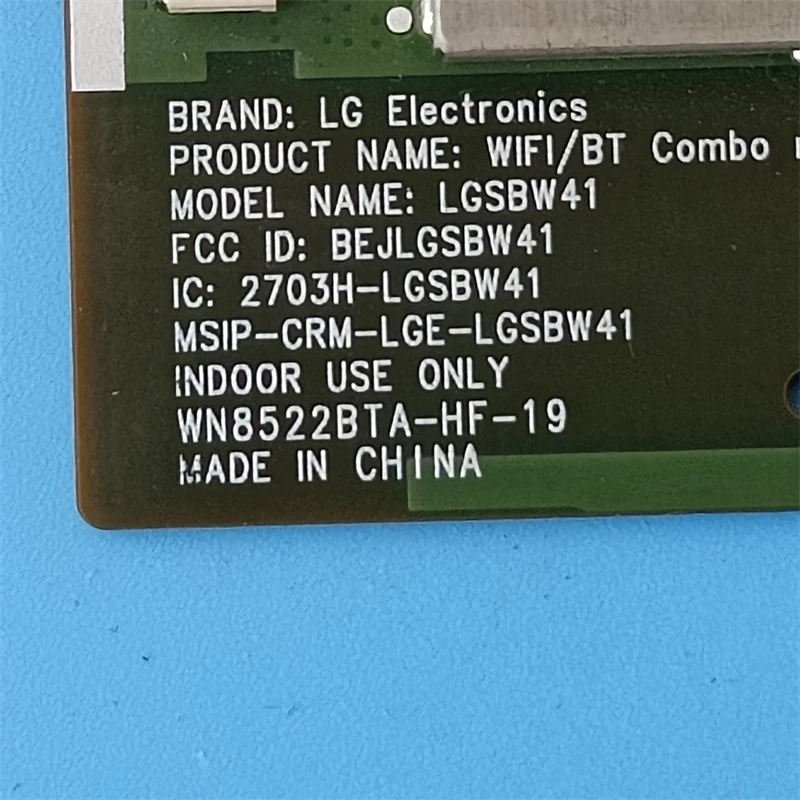 BRAND: LG Electronics
PRODUCT NAME: WIFI/BT Combo
MODEL NAME: LGSBW41
FCC ID: BEJLGSBW41
IC: 2703H-LGSBW41
MSIP-CRM-LGE-LGSBW41
INDOOR USE ONLY
WN8522BTA-HF-19
MADE IN CHINA